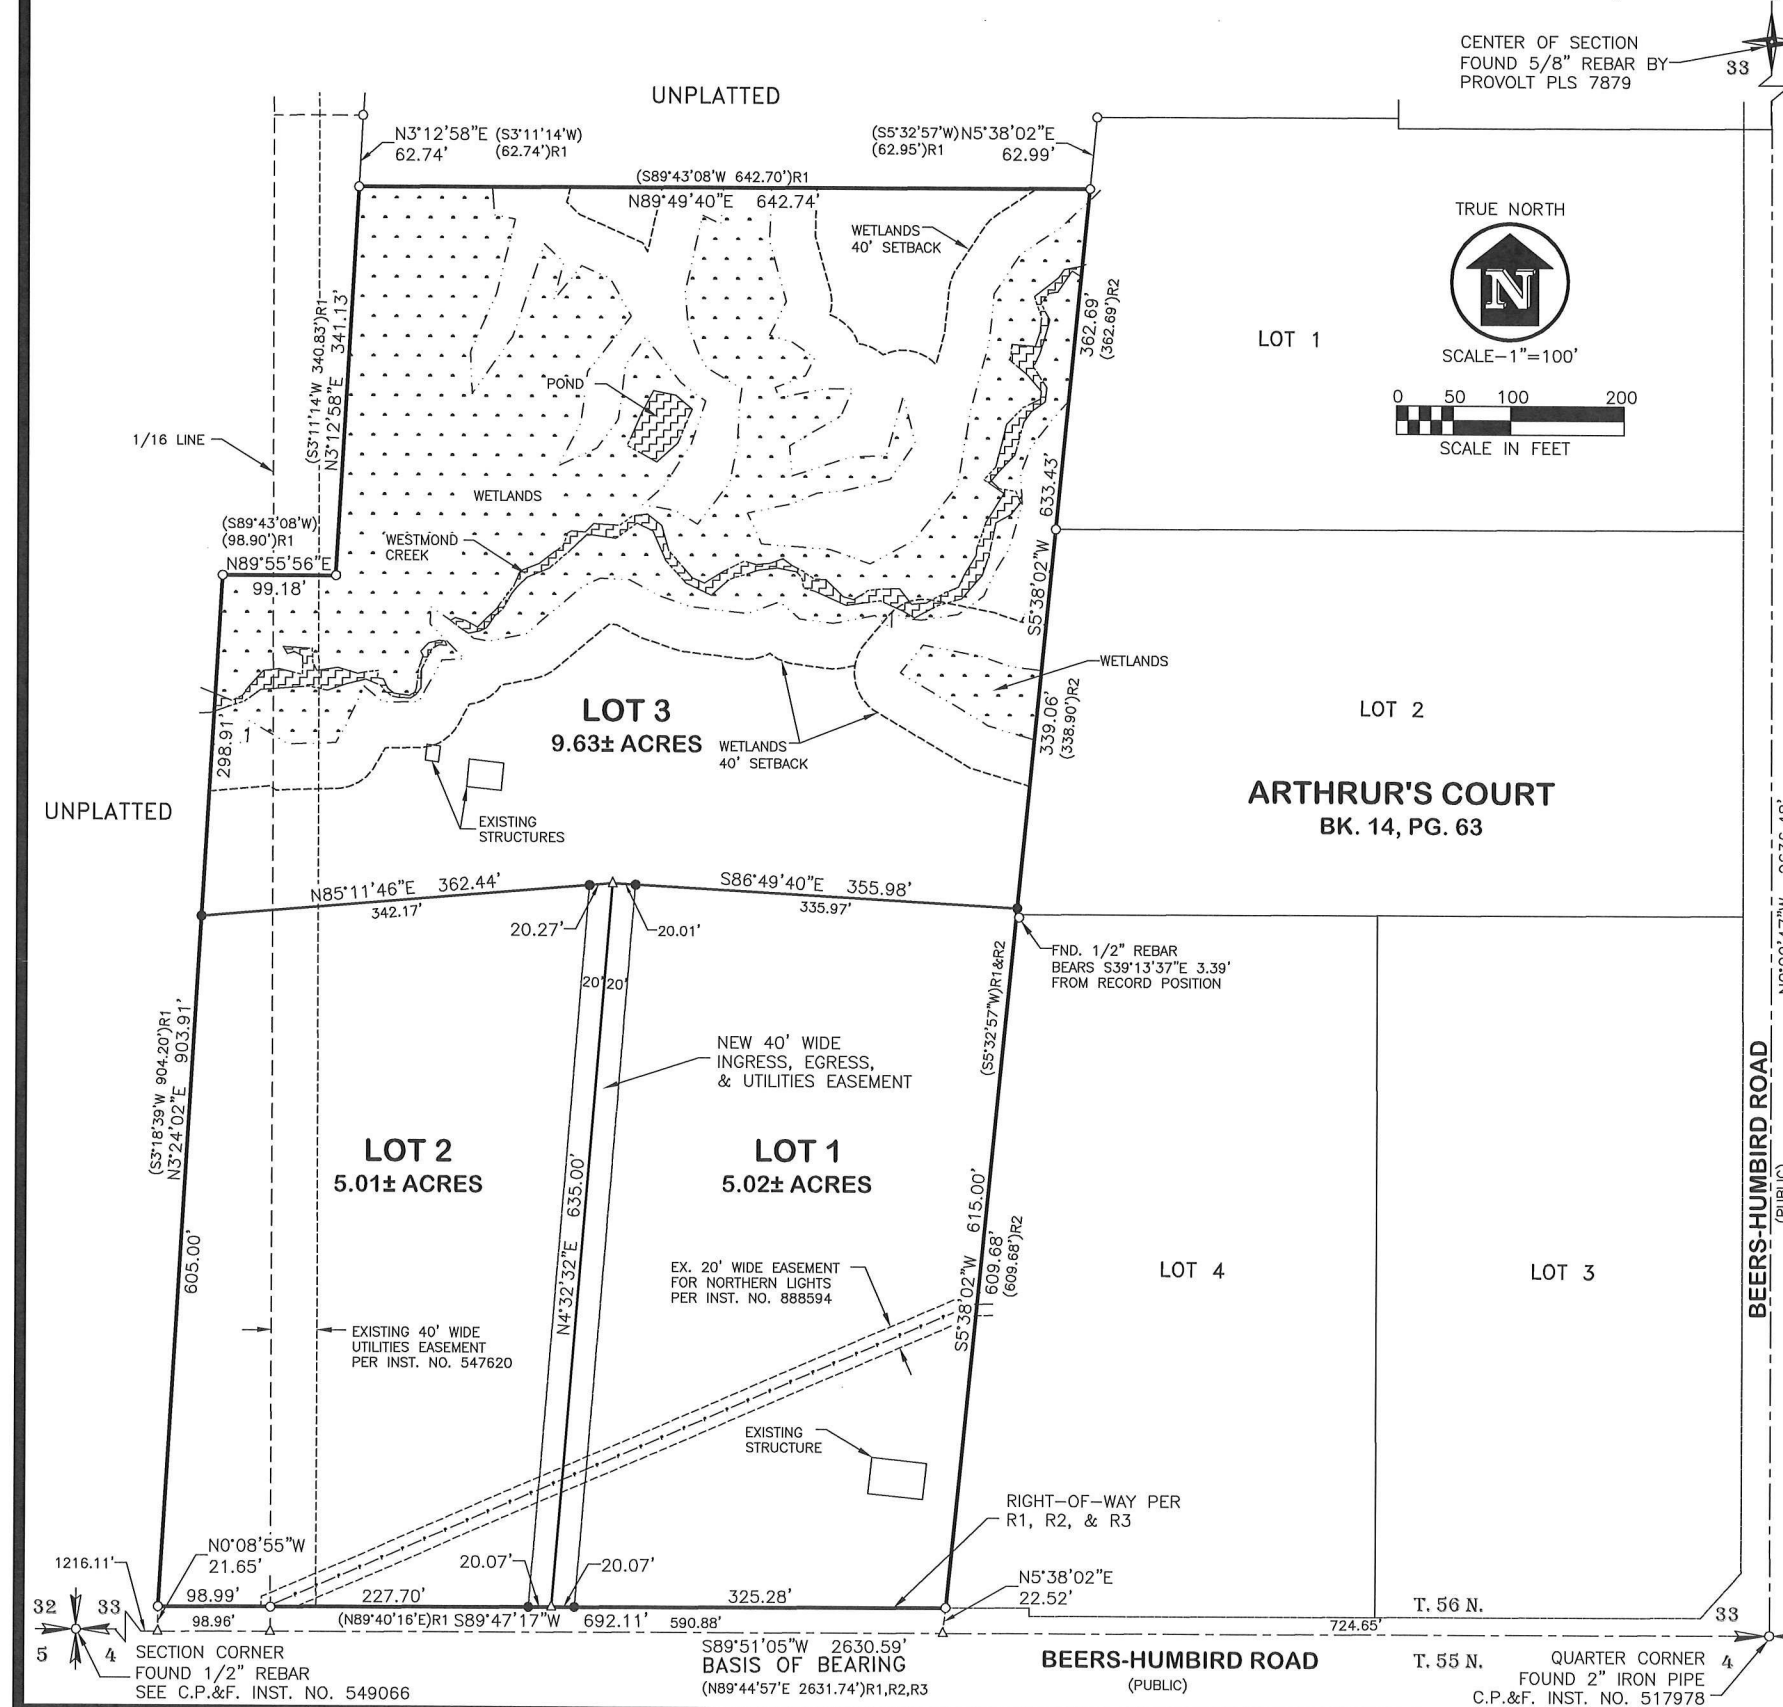 CENTER OF SECTION
FOUND 5/8" REBAR BY
PROVOLT PLS 7879
33
UNPLATTED
N3°12'58"E (S3°11'14"W)
62.74' (62.74')R1
(S5°32'57"W)N5°38'02"E
(62.95')R1 62.99'
(S89°43'08"W 642.70')R1
N89°49'40"E 642.74'
WETLANDS
40' SETBACK
TRUE NORTH
N
SCALE-1"=100'
0 50 100 200
SCALE IN FEET
LOT 1
362.69'
(362.69')R2
(S3°11'14"W 340.83')R1
N3°12'58"E 341.13'
POND
1/16 LINE
WETLANDS
633.43'
S5°38'02"W
(S89°43'08"W)
(98.90')R1
N89°55'56"E
99.18'
WESTMOND
CREEK
WETLANDS
LOT 3
9.63± ACRES
WETLANDS
40' SETBACK
339.06'
(338.90')R2
LOT 2
298.91'
UNPLATTED
EXISTING
STRUCTURES
ARTHRUR'S COURT
BK. 14, PG. 63
N85°11'46"E 362.44'
342.17'
S86°49'40"E 355.98'
335.97'
20.27'
20.01'
20' 20'
FND. 1/2" REBAR
BEARS S39°13'37"E 3.39'
FROM RECORD POSITION
(S5°32'57"W)R1&R2
(S3°18'39"W 904.20')R1
N3°24'02"E 903.91'
NEW 40' WIDE
INGRESS, EGRESS,
& UTILITIES EASEMENT
LOT 2
5.01± ACRES
LOT 1
5.02± ACRES
N4°32'32"E 635.00'
605.00'
EX. 20' WIDE EASEMENT
FOR NORTHERN LIGHTS
PER INST. NO. 888594
S5°38'02"W 615.00'
609.68'
(609.68')R2
LOT 4
LOT 3
BEERS-HUMBIRD ROAD
(PUBLIC)
EXISTING 40' WIDE
UTILITIES EASEMENT
PER INST. NO. 547620
EXISTING
STRUCTURE
RIGHT-OF-WAY PER
R1, R2, & R3
N0°08'55"W
21.65'
1216.11'
20.07'
20.07'
N5°38'02"E
22.52'
98.99'
227.70'
325.28'
98.96'
(N89°40'16"E)R1 S89°47'17"W 692.11' 590.88'
724.65'
T. 56 N.
33
32 33
5 4
SECTION CORNER
FOUND 1/2" REBAR
SEE C.P.&F. INST. NO. 549066
S89°51'05"W 2630.59'
BASIS OF BEARING
(N89°44'57"E 2631.74')R1,R2,R3
BEERS-HUMBIRD ROAD
(PUBLIC)
T. 55 N.
QUARTER CORNER 4
FOUND 2" IRON PIPE
C.P.&F. INST. NO. 517978